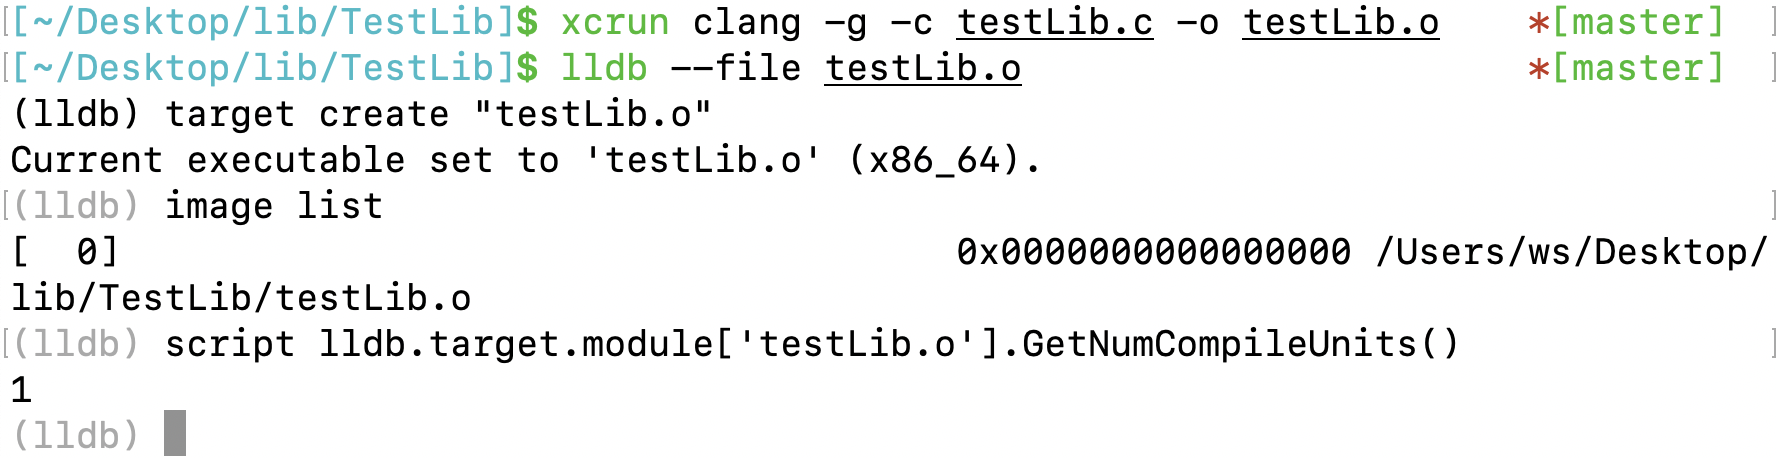 [[~/Desktop/lib/TestLib]$ xcrun clang -g -c testLib.c -o testLib.o *[master] ]
[[~/Desktop/lib/TestLib]$ lldb --file testLib.o *[master] ]
(lldb) target create "testLib.o"
Current executable set to 'testLib.o' (x86_64).
[(lldb) image list ]
[  0] 0x0000000000000000 /Users/ws/Desktop/
lib/TestLib/testLib.o
[(lldb) script lldb.target.module['testLib.o'].GetNumCompileUnits() ]
1
(lldb)